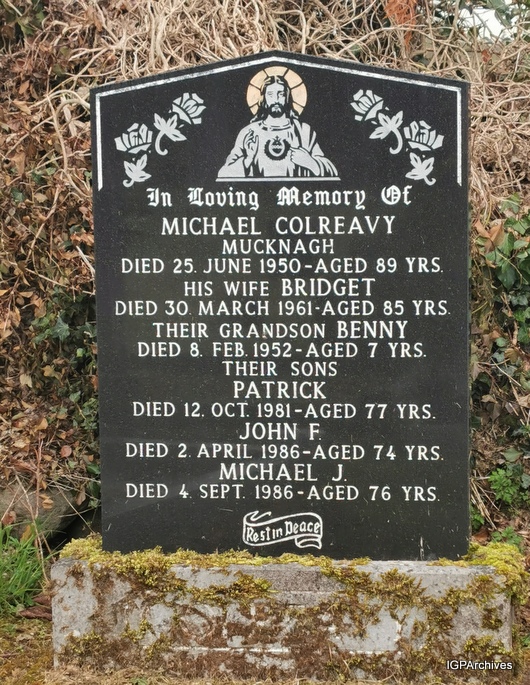 In Loving Memory Of
MICHAEL COLREAVY
MUCKNAGH
DIED 25. JUNE 1950-AGED 89 YRS.
HIS WIFE BRIDGET
DIED 30. MARCH 1961-AGED 85 YRS.
THEIR GRANDSON BENNY
DIED 8. FEB. 1952-AGED 7 YRS.
THEIR SONS
PATRICK
DIED 12. OCT. 1981-AGED 77 YRS.
JOHN F.
DIED 2. APRIL 1986-AGED 74 YRS.
MICHAEL J.
DIED 4. SEPT. 1986-AGED 76 YRS.
Rest in Peace
IGPArchives